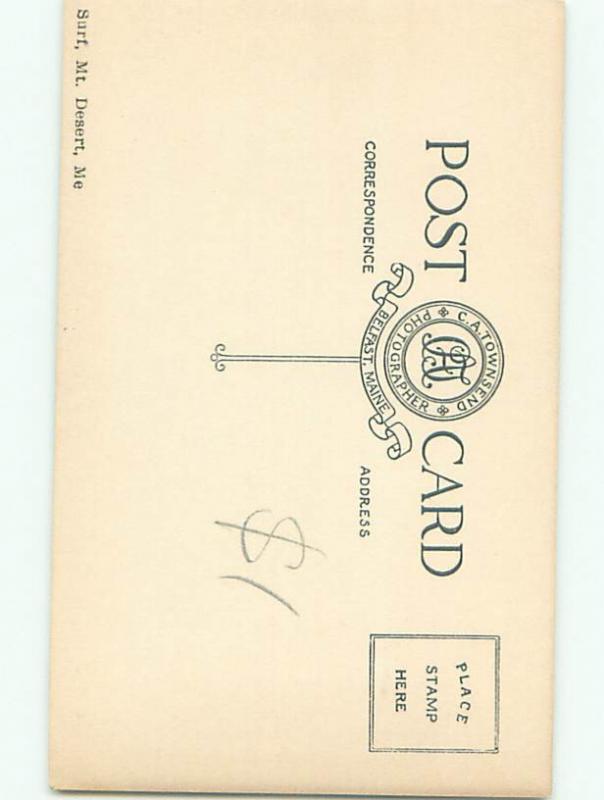 POST CARD
C.A. TOWNSEND
PHOTOGRAPHER
BELFAST, MAINE
CORRESPONDENCE
ADDRESS
PLACE
STAMP
HERE
$1
Surf, Mt. Desert, Me